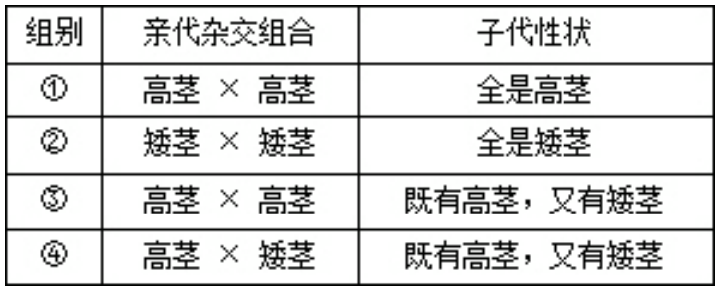 组别 亲代杂交组合 子代性状
① 高茎 × 高茎 全是高茎
② 矮茎 × 矮茎 全是矮茎
③ 高茎 × 高茎 既有高茎，又有矮茎
④ 高茎 × 矮茎 既有高茎，又有矮茎